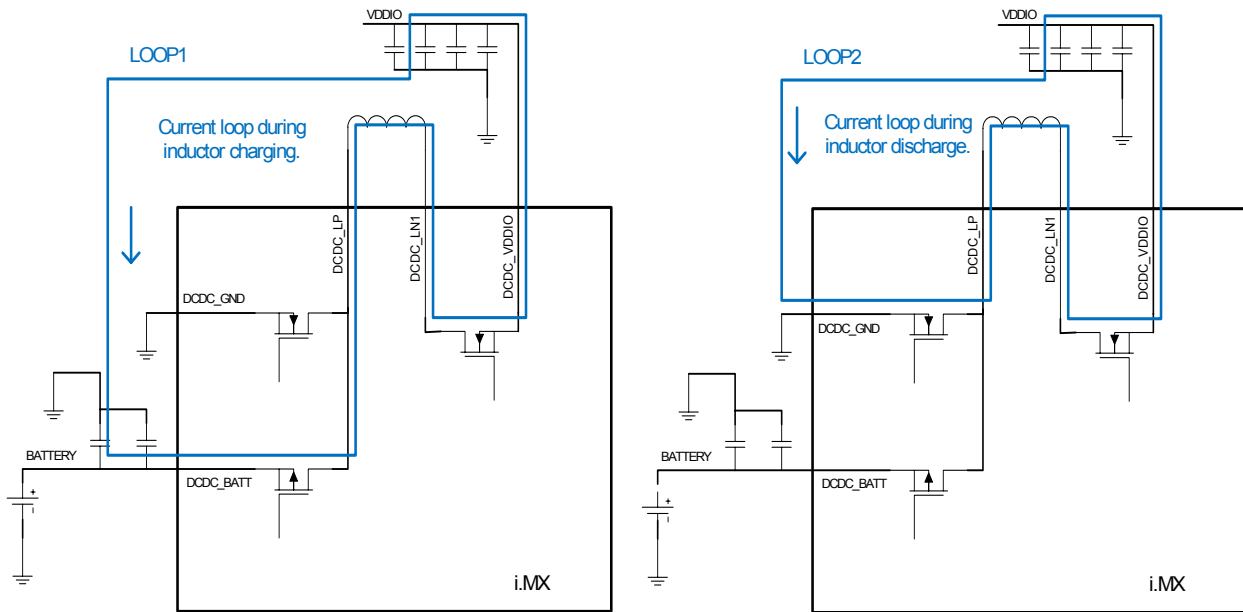 VDDIO
LOOP1
Current loop during
inductor charging.
DCDC_LP
DCDC_LN1
DCDC_VDDIO
DCDC_GND
BATTERY
DCDC_BATT
+
–
i.MX
VDDIO
LOOP2
Current loop during
inductor discharge.
DCDC_LP
DCDC_LN1
DCDC_VDDIO
DCDC_GND
BATTERY
DCDC_BATT
+
–
i.MX